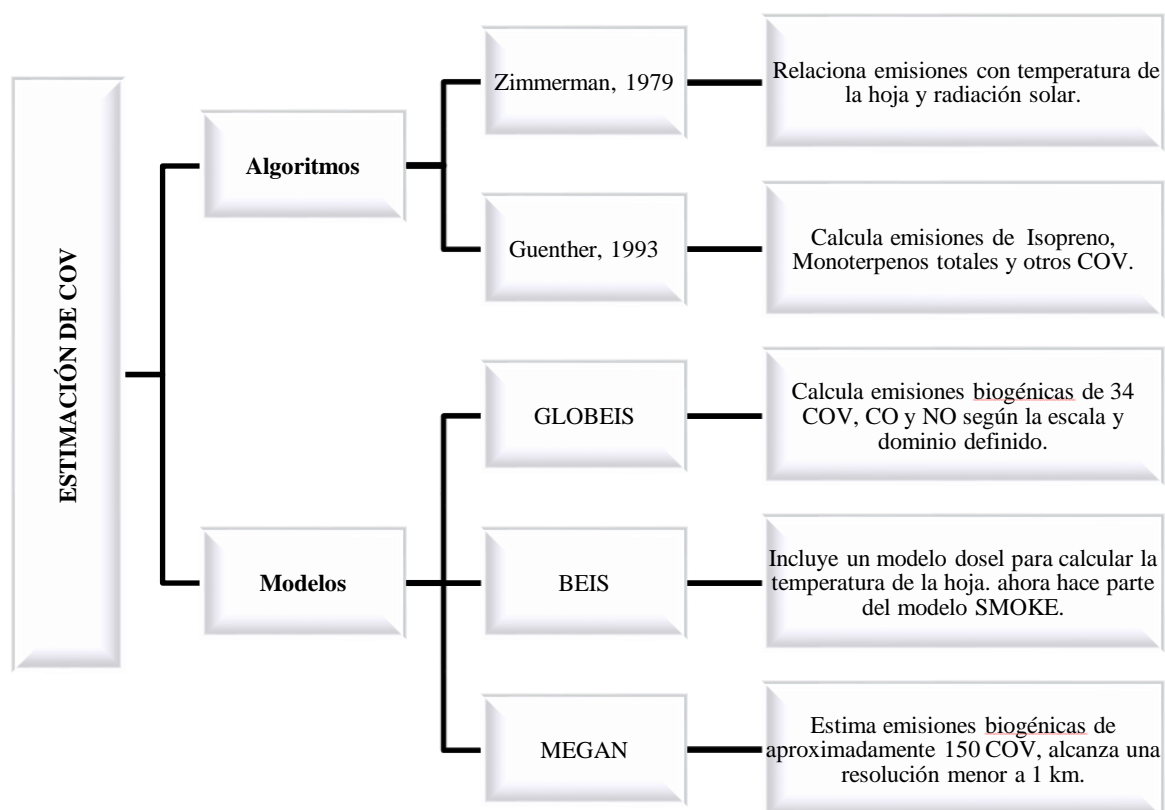 ESTIMACIÓN DE COV
Algoritmos
Zimmerman, 1979
Relaciona emisiones con temperatura de
la hoja y radiación solar.
Guenther, 1993
Calcula emisiones de Isopreno,
Monoterpenos totales y otros COV.
Modelos
GLOBEIS
Calcula emisiones biogénicas de 34
COV, CO y NO según la escala y
dominio definido.
BEIS
Incluye un modelo dosel para calcular la
temperatura de la hoja. ahora hace parte
del modelo SMOKE.
MEGAN
Estima emisiones biogénicas de
aproximadamente 150 COV, alcanza una
resolución menor a 1 km.